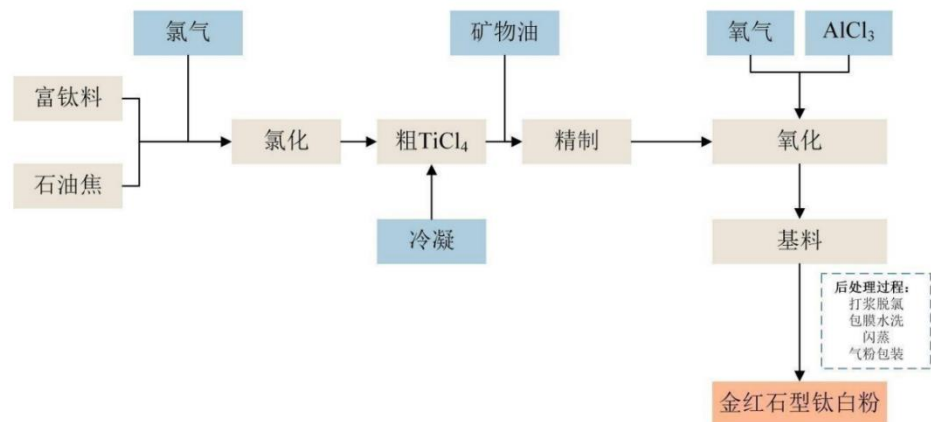 氯气
矿物油
氧气
AlCl₃
富钛料
石油焦
氯化
粗TiCl₄
精制
氧化
冷凝
基料
后处理过程：
打浆脱氯
包膜水洗
闪蒸
气粉包装
金红石型钛白粉